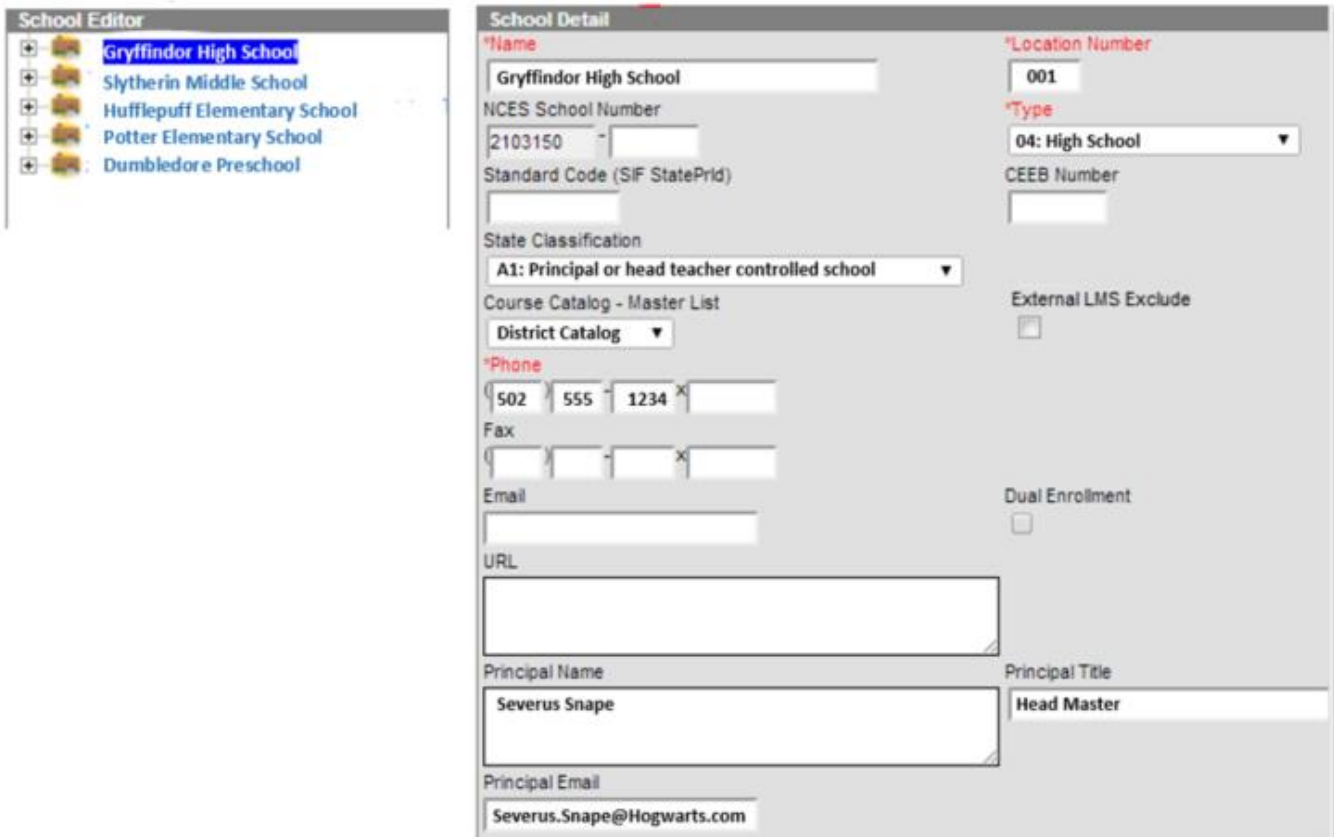 School Editor
Gryffindor High School
Slytherin Middle School
Hufflepuff Elementary School
Potter Elementary School
Dumbledore Preschool
School Detail
*Name
*Location Number
Gryffindor High School
001
NCES School Number
*Type
2103150 -
04: High School
Standard Code (SIF StatePrId)
CEEB Number
State Classification
A1: Principal or head teacher controlled school
Course Catalog - Master List
External LMS Exclude
District Catalog
*Phone
(502) 555 - 1234 x
Fax
( ) - x
Email
Dual Enrollment
URL
Principal Name
Principal Title
Severus Snape
Head Master
Principal Email
Severus.Snape@Hogwarts.com